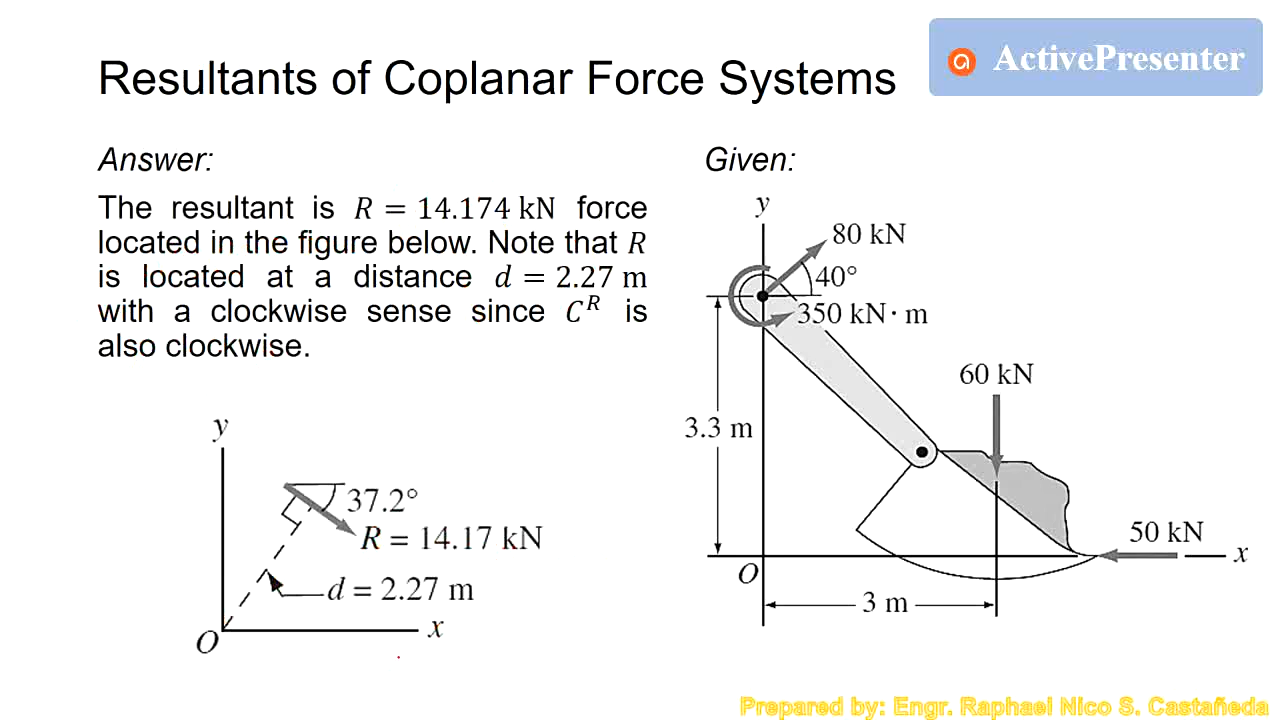 Resultants of Coplanar Force Systems
ActivePresenter
Answer:
The resultant is R = 14.174 kN force
located in the figure below. Note that R
is located at a distance d = 2.27 m
with a clockwise sense since Cᴿ is
also clockwise.
y
37.2°
R = 14.17 kN
d = 2.27 m
O
x
Given:
y
80 kN
40°
350 kN· m
60 kN
3.3 m
50 kN
x
O
3 m
Prepared by: Engr. Raphael Nico S. Castañeda